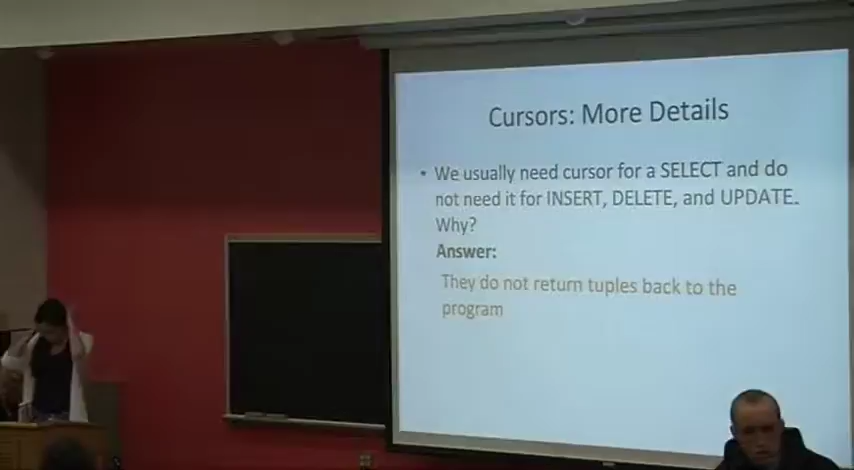 Cursors: More Details
• We usually need cursor for a SELECT and do
not need it for INSERT, DELETE, and UPDATE.
Why?
Answer:
They do not return tuples back to the
program